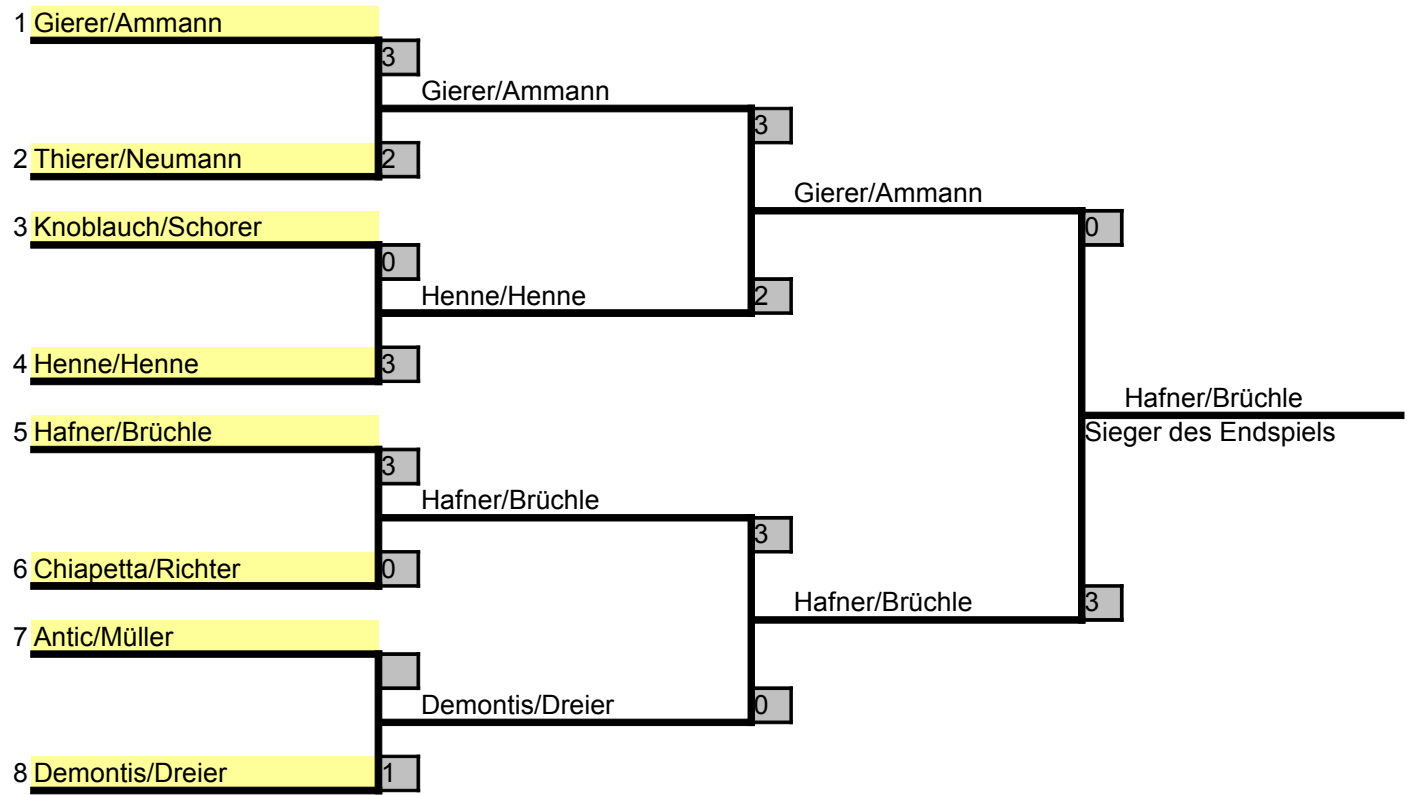 1 Gierer/Ammann
3
Gierer/Ammann
3
2 Thierer/Neumann
2
Gierer/Ammann
3 Knoblauch/Schorer
0
0
Henne/Henne
2
4 Henne/Henne
3
Hafner/Brüchle
5 Hafner/Brüchle
Sieger des Endspiels
3
Hafner/Brüchle
3
6 Chiapetta/Richter
0
Hafner/Brüchle
3
7 Antic/Müller
Demontis/Dreier
0
8 Demontis/Dreier
1